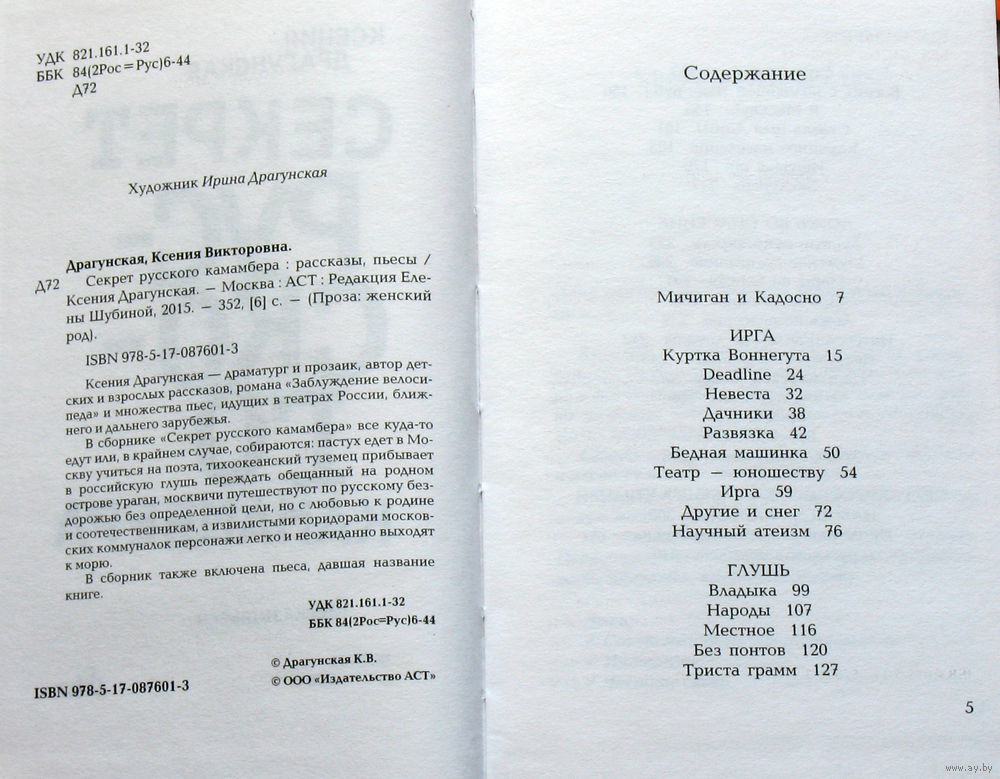 УДК 821.161.1-32
ББК 84(2Рос=Рус)6-44
Д72
Художник Ирина Драгунская
Драгунская, Ксения Викторовна.
Д72 Секрет русского камамбера : рассказы, пьесы /
Ксения Драгунская. — Москва : АСТ : Редакция Еле-
ны Шубиной, 2015. — 352, [6] с. — (Проза: женский
род).
ISBN 978-5-17-087601-3
Ксения Драгунская — драматург и прозаик, автор дет-
ских и взрослых рассказов, романа «Заблуждение велоси-
педа» и множества пьес, идущих в театрах России, ближ-
него и дальнего зарубежья.
В сборнике «Секрет русского камамбера» все куда-то
едут или, в крайнем случае, собираются: пастух едет в Мо-
скву учиться на поэта, тихоокеанский туземец прибывает
в российскую глушь переждать обещанный на родном
острове ураган, москвичи путешествуют по русскому без-
дорожью без определенной цели, но с любовью к родине
и соотечественникам, а извилистыми коридорами москов-
ских коммуналок персонажи легко и неожиданно выходят
к морю.
В сборник также включена пьеса, давшая название
книге.
УДК 821.161.1-32
ББК 84(2Рос=Рус)6-44
© Драгунская К.В.
ISBN 978-5-17-087601-3 © ООО «Издательство АСТ»
Содержание
Мичиган и Кадосно 7
ИРГА
Куртка Воннегута 15
Deadline 24
Невеста 32
Дачники 38
Развязка 42
Бедная машинка 50
Театр — юношеству 54
Ирга 59
Другие и снег 72
Научный атеизм 76
ГЛУШЬ
Владыка 99
Народы 107
Местное 116
Без понтов 120
Триста грамм 127
5
www.ay.by